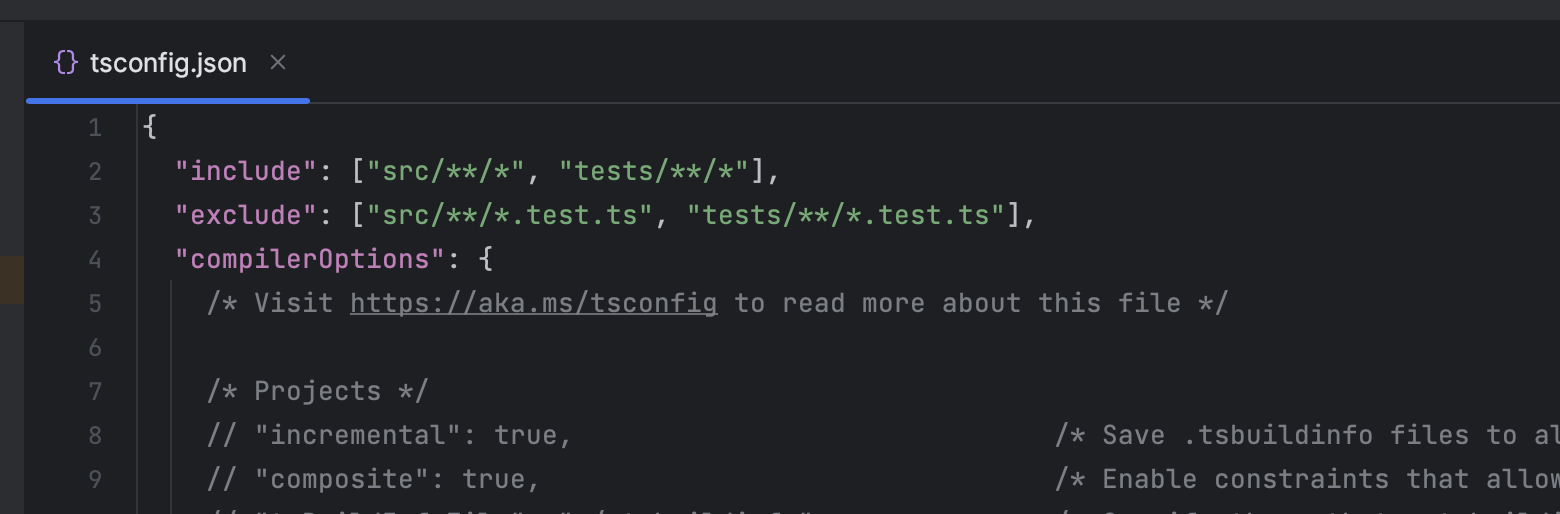 tsconfig.json
1 {
2 "include": ["src/**/*", "tests/**/*"],
3 "exclude": ["src/**/*.test.ts", "tests/**/*.test.ts"],
4 "compilerOptions": {
5 /* Visit https://aka.ms/tsconfig to read more about this file */
6
7 /* Projects */
8 // "incremental": true, /* Save .tsbuildinfo files to al
9 // "composite": true, /* Enable constraints that allow